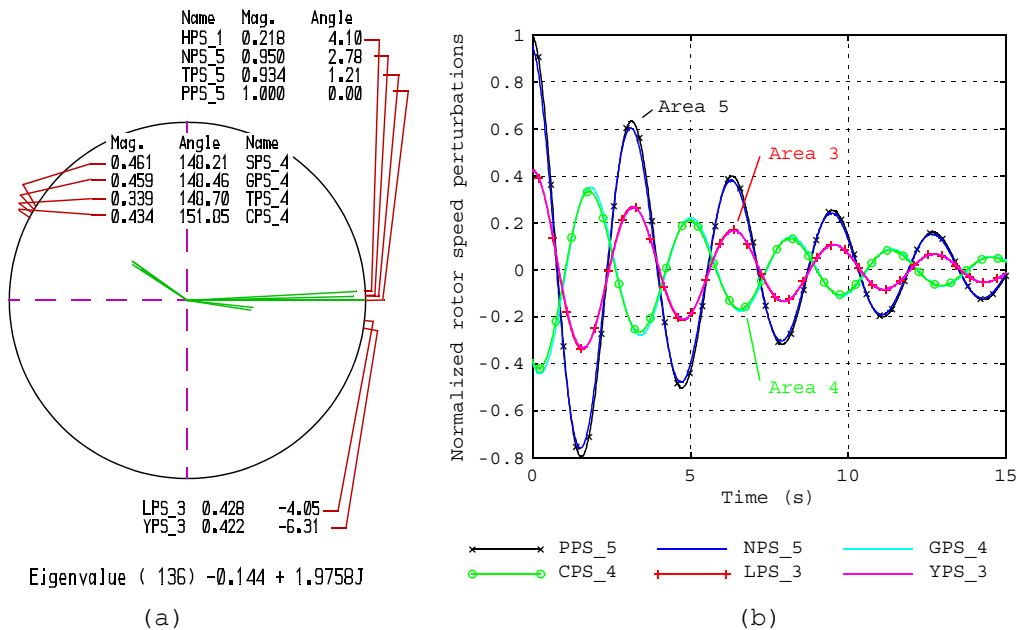 Name Mag. Angle
HPS_1 0.218 4.10
NPS_5 0.950 2.78
TPS_5 0.934 1.21
PPS_5 1.000 0.00
Mag. Angle Name
0.461 148.21 SPS_4
0.459 148.46 GPS_4
0.339 148.70 TPS_4
0.434 151.85 CPS_4
LPS_3 0.428 -4.05
YPS_3 0.422 -6.31
Eigenvalue ( 136) -0.144 + 1.9758J
(a)
Normalized rotor speed perturbations
1
0.8
0.6
0.4
0.2
0
-0.2
-0.4
-0.6
-0.8
Area 5
Area 3
Area 4
0 5 10 15
Time (s)
PPS_5 NPS_5 GPS_4
CPS_4 LPS_3 YPS_3
(b)